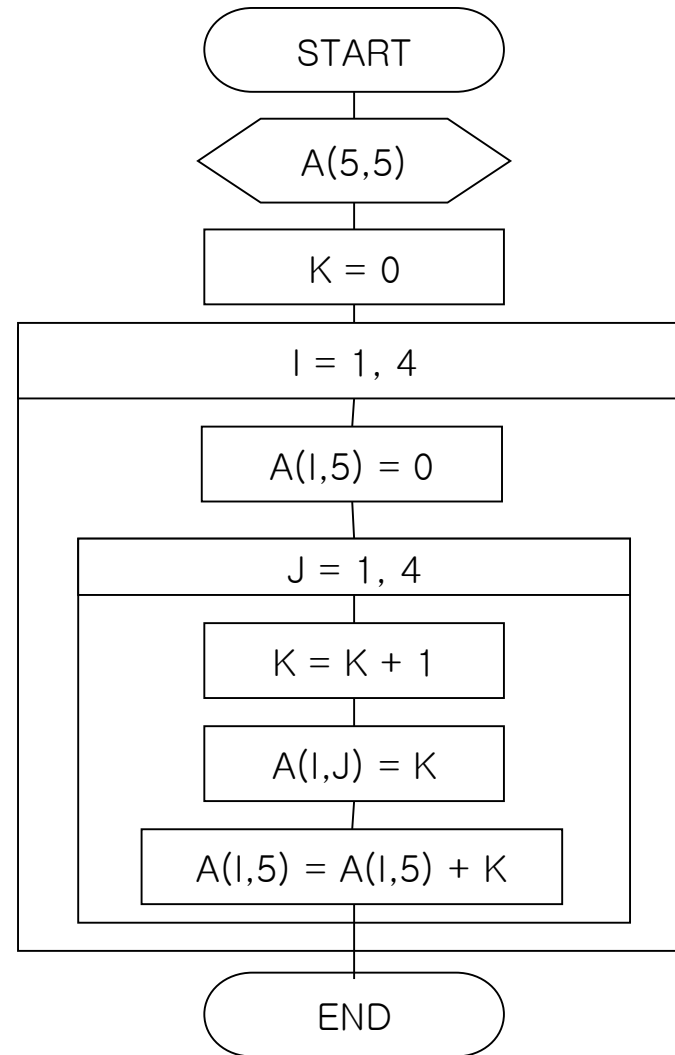 START
A(5,5)
K = 0
I = 1, 4
A(I,5) = 0
J = 1, 4
K = K + 1
A(I,J) = K
A(I,5) = A(I,5) + K
END